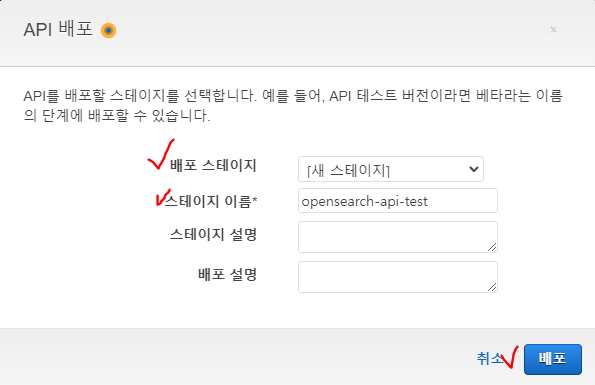 API 배포
API를 배포할 스테이지를 선택합니다. 예를 들어, API 테스트 버전이라면 베타라는 이름
의 단계에 배포할 수 있습니다.
배포 스테이지 [새 스테이지]
스테이지 이름* opensearch-api-test
스테이지 설명
배포 설명
취소 배포